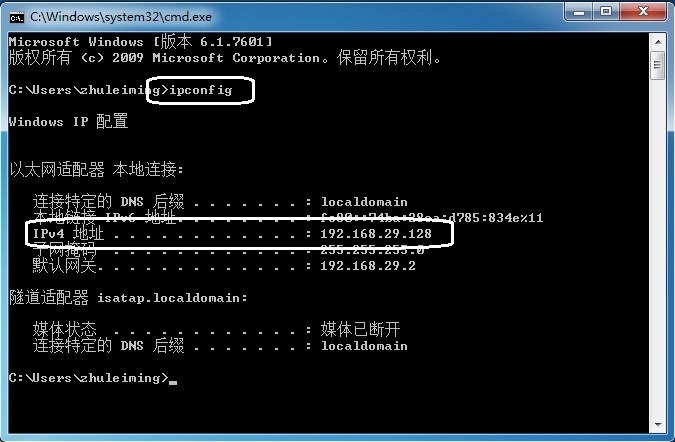 C:\Windows\system32\cmd.exe
Microsoft Windows [版本 6.1.7601]
版权所有 (c) 2009 Microsoft Corporation。保留所有权利。
C:\Users\zhuleiming>ipconfig
Windows IP 配置
以太网适配器 本地连接:
连接特定的 DNS 后缀 . . . . . . . : localdomain
本地链接 IPv6 地址. . . . . . . . : fe80::74ba:28ea:d785:834e%11
IPv4 地址 . . . . . . . . . . . . : 192.168.29.128
子网掩码 . . . . . . . . . . . . : 255.255.255.0
默认网关. . . . . . . . . . . . . : 192.168.29.2
隧道适配器 isatap.localdomain:
媒体状态 . . . . . . . . . . . . : 媒体已断开
连接特定的 DNS 后缀 . . . . . . . : localdomain
C:\Users\zhuleiming>_